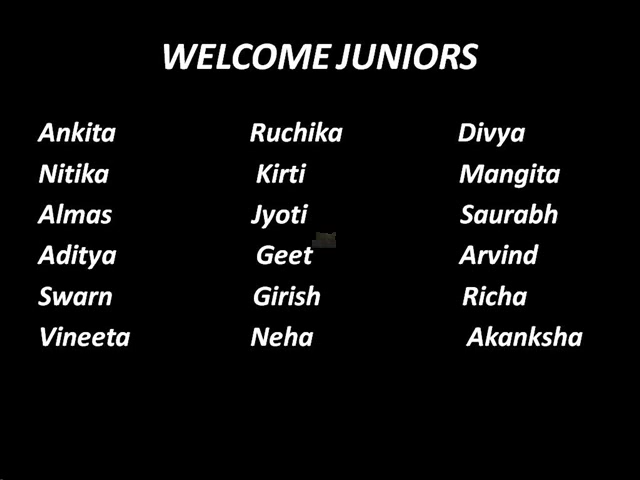 WELCOME JUNIORS
Ankita Ruchika Divya
Nitika Kirti Mangita
Almas Jyoti Saurabh
Aditya Geet Arvind
Swarn Girish Richa
Vineeta Neha Akanksha